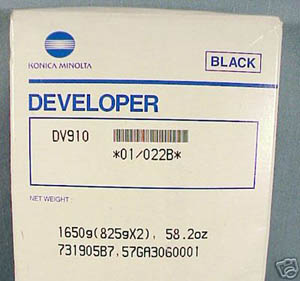 KONICA MINOLTA
BLACK
DEVELOPER
DV910
*01/022B*
NET WEIGHT:
1650g(825gX2), 58.2oz
731905B7,57GA3060001